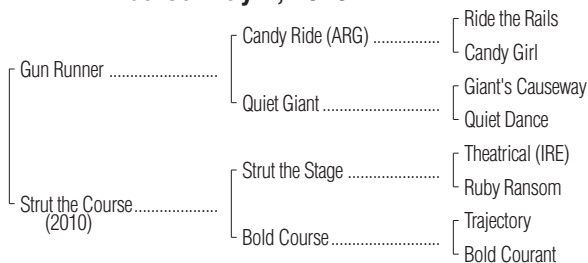 Ride the Rails
Candy Ride (ARG) ................
Candy Girl
Gun Runner ..........................
Giant's Causeway
Quiet Giant............................
Quiet Dance
Theatrical (IRE)
Strut the Stage ......................
Ruby Ransom
Strut the Course....................
(2010)
Trajectory
Bold Course ..........................
Bold Courant